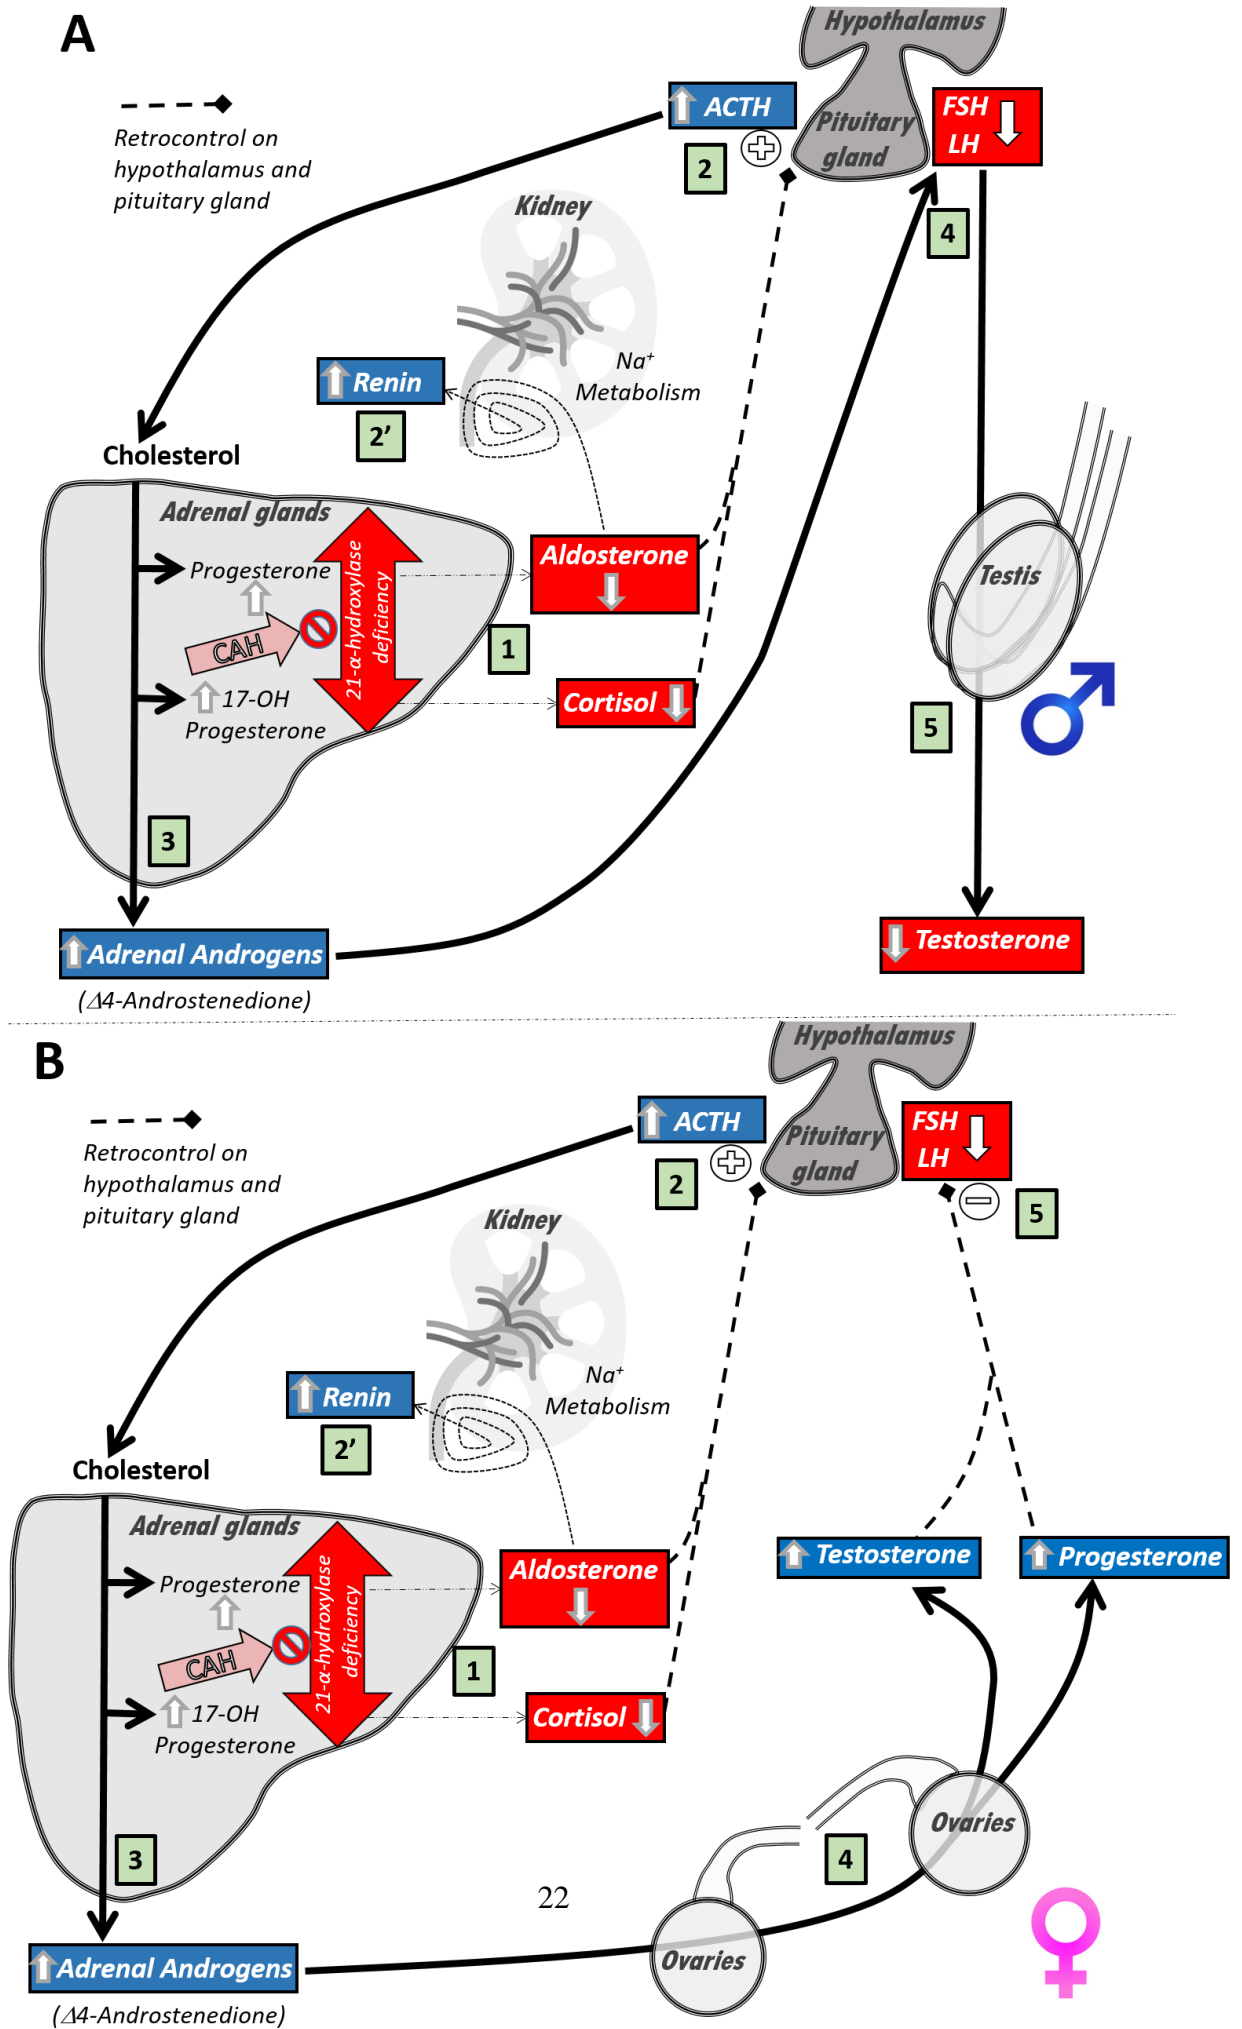 A
Hypothalamus
Retrocontrol on
hypothalamus and
pituitary gland
ACTH
Pituitary
gland
FSH
LH
2
4
Kidney
Na+
Metabolism
Renin
2’
Cholesterol
Adrenal glands
Progesterone
CAH
17-OH
Progesterone
21-α-hydroxylase
deficiency
Aldosterone
1
Cortisol
Testis
5
3
Adrenal Androgens
(Δ4-Androstenedione)
Testosterone
B
Hypothalamus
Retrocontrol on
hypothalamus and
pituitary gland
ACTH
Pituitary
gland
FSH
LH
2
5
Kidney
Na+
Metabolism
Renin
2’
Cholesterol
Adrenal glands
Progesterone
CAH
17-OH
Progesterone
21-α-hydroxylase
deficiency
Aldosterone
1
Cortisol
Testosterone
Progesterone
Ovaries
4
3
22
Ovaries
Adrenal Androgens
(Δ4-Androstenedione)